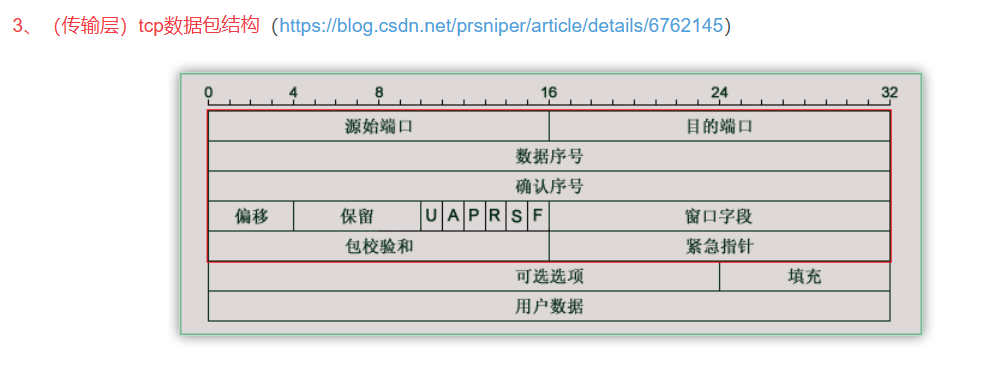 3、（传输层）tcp数据包结构（https://blog.csdn.net/prsniper/article/details/6762145）
0 4 8 16 24 32
源始端口 目的端口
数据序号
确认序号
偏移 保留 U A P R S F 窗口字段
包校验和 紧急指针
可选选项 填充
用户数据